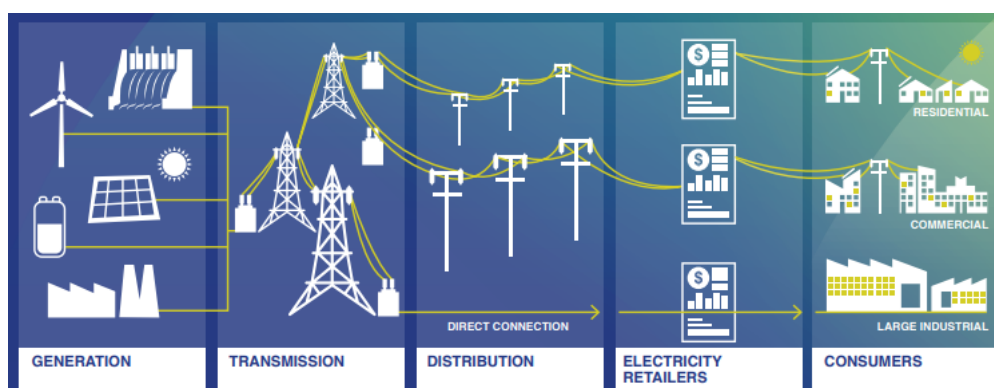 $
RESIDENTIAL
$
COMMERCIAL
$
DIRECT CONNECTION
LARGE INDUSTRIAL
GENERATION
TRANSMISSION
DISTRIBUTION
ELECTRICITY
RETAILERS
CONSUMERS